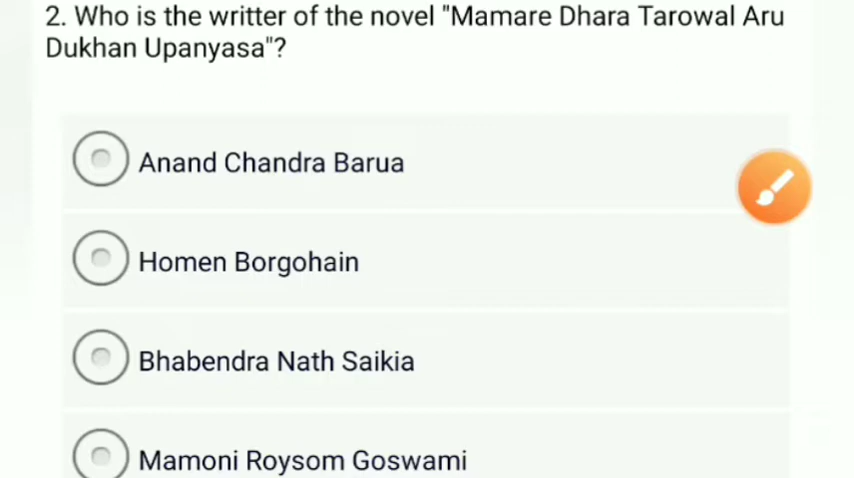 2. Who is the writter of the novel "Mamare Dhara Tarowal Aru
Dukhan Upanyasa"?
Anand Chandra Barua
Homen Borgohain
Bhabendra Nath Saikia
Mamoni Roysom Goswami